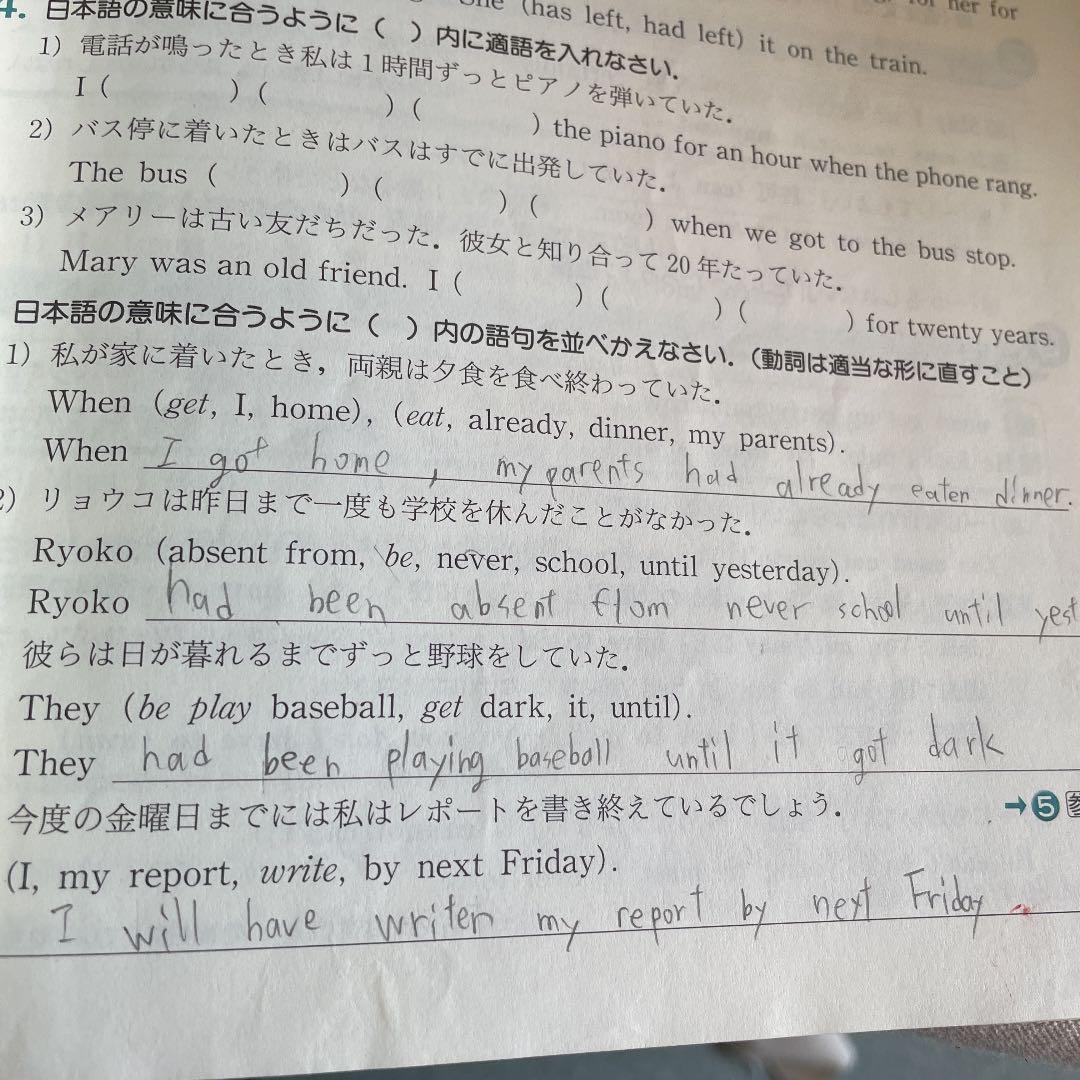 her for
(has left, had left) it on the train.
4. 日本語の意味に合うように（　）内に適語を入れなさい．
1) 電話が鳴ったとき私は1時間ずっとピアノを弾いていた．
I (　　) (　　) (　　) the piano for an hour when the phone rang.
2) バス停に着いたときはバスはすでに出発していた．
The bus (　　) (　　) (　　) when we got to the bus stop.
3) メアリーは古い友だちだった．彼女と知り合って20年たっていた．
Mary was an old friend. I (　　) (　　) (　　) for twenty years.
日本語の意味に合うように（　）内の語句を並べかえなさい．（動詞は適当な形に直すこと）
1) 私が家に着いたとき，両親は夕食を食べ終わっていた．
When (get, I, home), (eat, already, dinner, my parents).
When I got home , my parents had already eaten dinner.
2) リョウコは昨日まで一度も学校を休んだことがなかった．
Ryoko (absent from, be, never, school, until yesterday).
Ryoko had been absent from never school until yest
彼らは日が暮れるまでずっと野球をしていた．
They (be play baseball, get dark, it, until).
They had been playing baseball until it got dark
今度の金曜日までには私はレポートを書き終えているでしょう．
→5
(I, my report, write, by next Friday).
I will have writen my report by next Friday .